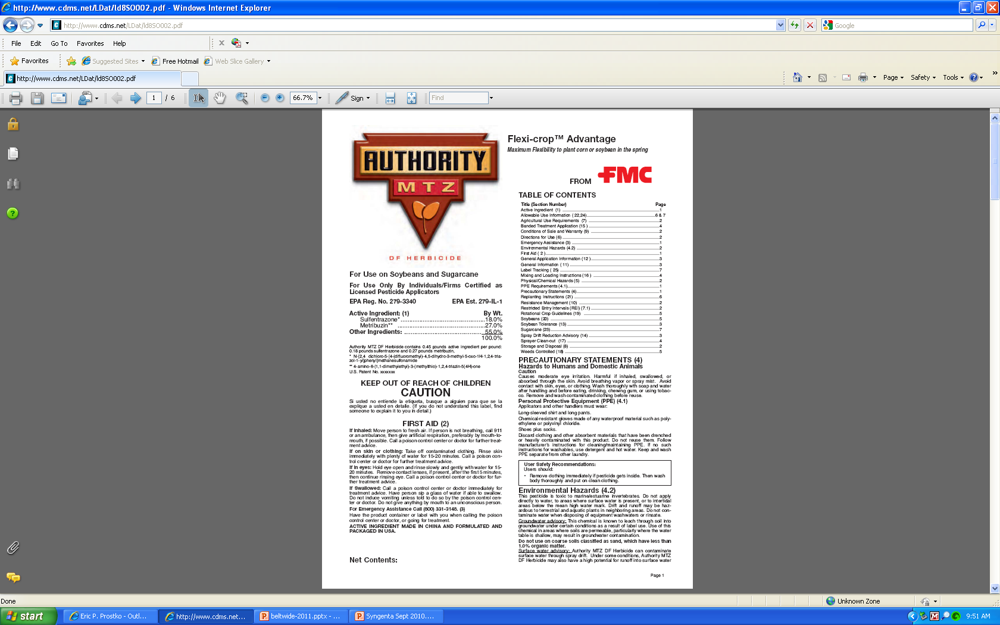 http://www.cdms.net/LDat/ld8SO002.pdf - Windows Internet Explorer
http://www.cdms.net/LDat/ld8SO002.pdf
Google
File Edit Go To Favorites Help
Favorites Suggested Sites Free Hotmail Web Slice Gallery
http://www.cdms.net/LDat/ld8SO002.pdf
Page Safety Tools
1 / 6 66.7% Sign Find
AUTHORITY
MTZ
DF HERBICIDE
For Use on Soybeans and Sugarcane
For Use Only By Individuals/Firms Certified as
Licensed Pesticide Applicators
EPA Reg. No. 279-3340 EPA Est. 279-IL-1
Active Ingredient: (1) By Wt.
Sulfentrazone* 18.0%
Metribuzin** 27.0%
Other Ingredients: 55.0%
100.0%
Authority MTZ DF Herbicide contains 0.45 pounds active ingredient per pound:
0.18 pounds sulfentrazone and 0.27 pounds metribuzin,
* N-[2,4 dichloro-5-[4-(difluoromethyl)-4,5-dihydro-3-methyl-5-oxo-1H-1,2,4-tria-
zol-1-yl]phenyl]methanesulfonamide
** 4-amino-6-(1,1-dimethylethyl)-3-(methylthio)-1,2,4-triazin-5(4H)-one
U.S. Patent No. xxxxxxx
KEEP OUT OF REACH OF CHILDREN
CAUTION
Si usted no entiende la etiqueta, busque a alguien para que se la
explique a usted en detalle. (If you do not understand this label, find
someone to explain it to you in detail.)
FIRST AID (2)
If inhaled: Move person to fresh air. If person is not breathing, call 911
or an ambulance, then give artificial respiration, preferably by mouth-to-
mouth, if possible. Call a poison control center or doctor for further treat-
ment advice.
If on skin or clothing: Take off contaminated clothing. Rinse skin
immediately with plenty of water for 15-20 minutes. Call a poison con-
trol center or doctor for further treatment advice.
If in eyes: Hold eye open and rinse slowly and gently with water for 15-
20 minutes. Remove contact lenses, if present, after the first 5 minutes,
then continue rinsing eye. Call a poison control center or doctor for fur-
ther treatment advice.
If Swallowed: Call a poison control center or doctor immediately for
treatment advice. Have person sip a glass of water if able to swallow.
Do not induce vomiting unless told to do so by the poison control cen-
ter or doctor. Do not give anything by mouth to an unconscious person.
For Emergency Assistance Call (800) 331-3148. (3)
Have the product container or label with you when calling the poison
control center or doctor, or going for treatment.
ACTIVE INGREDIENT MADE IN CHINA AND FORMULATED AND
PACKAGED IN USA.
Net Contents:
Flexi-crop™ Advantage
Maximum Flexibility to plant corn or soybean in the spring
FROM FMC
TABLE OF CONTENTS
Title (Section Number) Page
Active Ingredient (1) 1
Allowable Use Information (22,24) 6 & 7
Agricultural Use Requirements (7) 2
Banded Treatment Application (15) 4
Conditions of Sale and Warranty (9) 2
Directions for Use (6) 2
Emergency Assistance (3) 1
Environmental Hazards (4.2) 2
First Aid (2) 1
General Application Information (12) 3
General Information (11) 3
Label Tracking (25) 7
Mixing and Loading Instructions (16) 4
Physical/Chemical Hazards (5) 2
PPE Requirements (4.1) 1
Precautionary Statements (4) 1
Replanting Instructions (21) 6
Resistance Management (10) 2
Restricted Entry Intervals (REI) (7.1) 2
Rotational Crop Guidelines (19) 5
Soybeans (20) 5
Soybean Tolerance (13) 3
Sugarcane (23) 7
Spray Drift Reduction Advisory (14) 3
Sprayer Clean-out (17) 4
Storage and Disposal (8) 2
Weeds Controlled (18) 5
PRECAUTIONARY STATEMENTS (4)
Hazards to Humans and Domestic Animals
Caution
Causes moderate eye irritation. Harmful if inhaled, swallowed, or
absorbed through the skin. Avoid breathing vapor or spray mist. Avoid
contact with skin, eyes, or clothing. Wash thoroughly with soap and water
after handling and before eating, drinking, chewing gum, or using tobac-
co. Remove and wash contaminated clothing before reuse.
Personal Protective Equipment (PPE) (4.1)
Applicators and other handlers must wear:
Long-sleeved shirt and long pants.
Chemical-resistant gloves made of any waterproof material such as poly-
ethylene or polyvinyl chloride.
Shoes plus socks.
Discard clothing and other absorbent materials that have been drenched
or heavily contaminated with this product. Do not reuse them. Follow
manufacturer's instructions for cleaning/maintaining PPE. If no such
instructions for washables, use detergent and hot water. Keep and wash
PPE separate from other laundry.
User Safety Recommendations:
Users should:
• Remove clothing immediately if pesticide gets inside. Then wash
body thoroughly and put on clean clothing.
Environmental Hazards (4.2)
This pesticide is toxic to marine/estuarine invertebrates. Do not apply
directly to water, to areas where surface water is present, or to intertidal
areas below the mean high water mark. Drift and runoff may be haz-
ardous to terrestrial and aquatic plants in neighboring areas. Do not con-
taminate water when disposing of equipment washwaters or rinsate.
Groundwater advisory: This chemical is known to leach through soil into
groundwater under certain conditions as a result of label use. Use of this
chemical in areas where soils are permeable, particularly where the water
table is shallow, may result in groundwater contamination.
Do not use on coarse soils classified as sand, which have less than
1.0% organic matter.
Surface water advisory: Authority MTZ DF Herbicide can contaminate
surface water through spray drift. Under some conditions, Authority MTZ
DF Herbicide may also have a high potential for runoff into surface water
Page 1
Done Unknown Zone
start Eric P. Prostko - Outl... http://www.cdms.net... beltwide-2011.pptx - ... Syngenta Sept 2010.... 9:51 AM